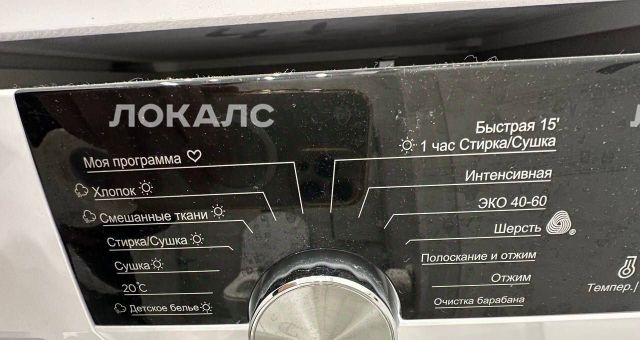 ЛОКАЛС
Моя программа
Хлопок
Смешанные ткани
Стирка/Сушка
Сушка
20℃
Детское белье
Быстрая 15'
1 час Стирка/Сушка
Интенсивная
ЭКО 40-60
Шерсть
Полоскание и отжим
Отжим
Очистка барабана
Темпер./